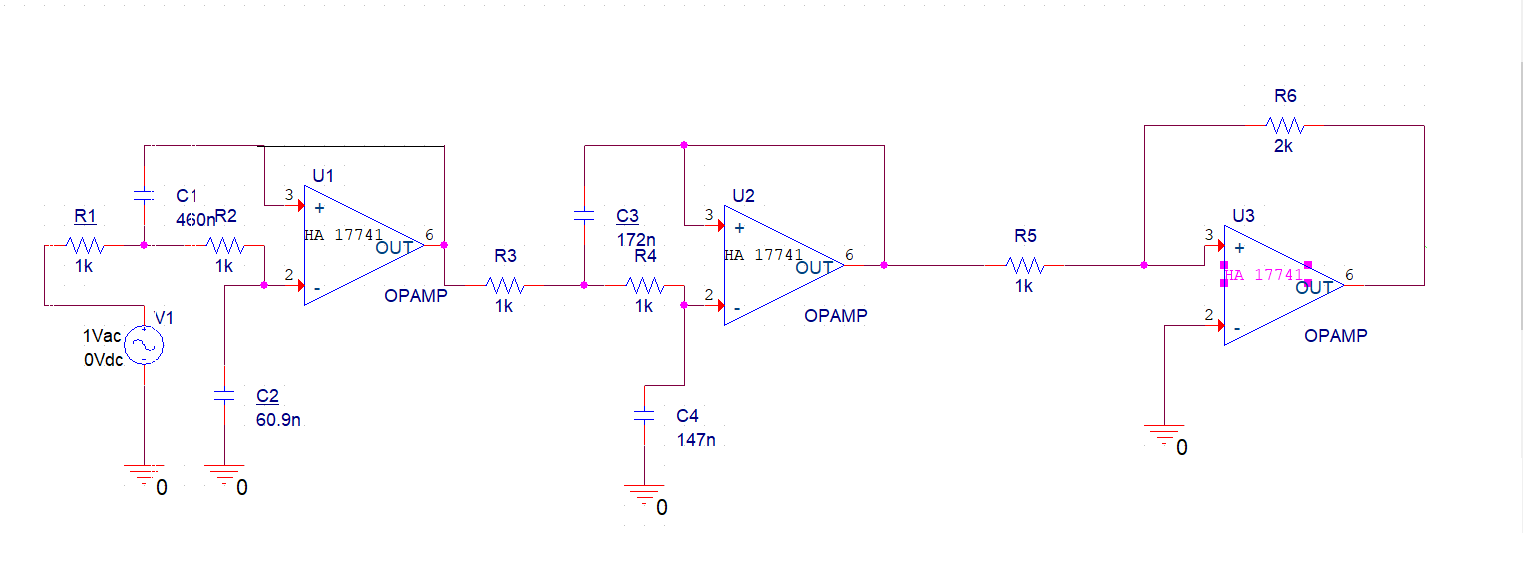 R6
2k
U1
3
+
C1
460n
R2
R1
1k
1k
HA 17741
OUT
6
2
-
OPAMP
V1
1Vac
0Vdc
+
-
C2
60.9n
0
0
U2
3
+
C3
172n
R3
1k
R4
1k
HA 17741
OUT
6
2
-
OPAMP
C4
147n
0
R5
1k
U3
3
+
HA 17741
OUT
6
2
-
OPAMP
0